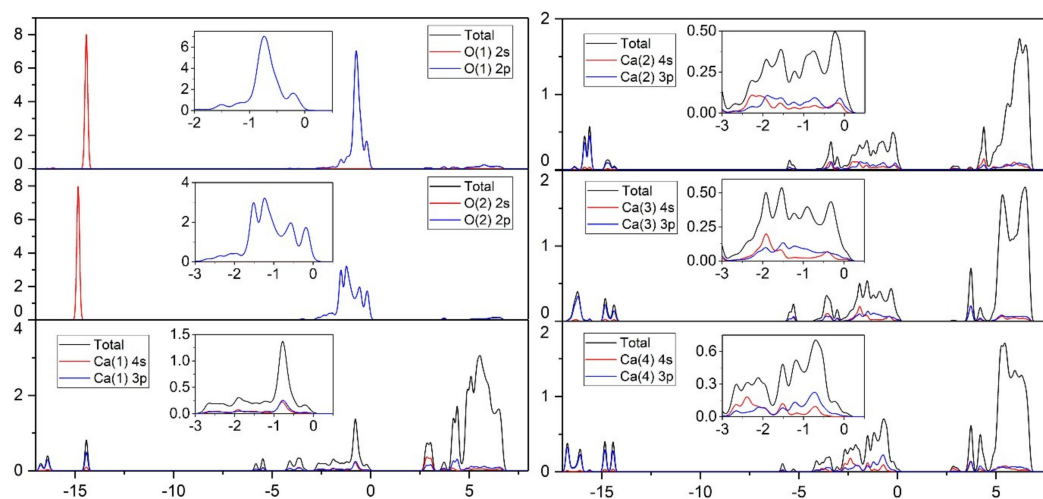 8
6
4
2
0
6
4
2
0
-2 -1 0
Total
O(1) 2s
O(1) 2p
8
6
4
2
0
4
2
0
-3 -2 -1 0
Total
O(2) 2s
O(2) 2p
4
2
0
Total
Ca(1) 4s
Ca(1) 3p
1.5
1.0
0.5
0.0
-3 -2 -1 0
-15 -10 -5 0 5
2
1
0
Total
Ca(2) 4s
Ca(2) 3p
0.50
0.25
0.00
-3 -2 -1 0
2
1
0
Total
Ca(3) 4s
Ca(3) 3p
0.50
0.25
0.00
-3 -2 -1 0
2
1
0
Total
Ca(4) 4s
Ca(4) 3p
0.6
0.3
0.0
-3 -2 -1 0
-15 -10 -5 0 5